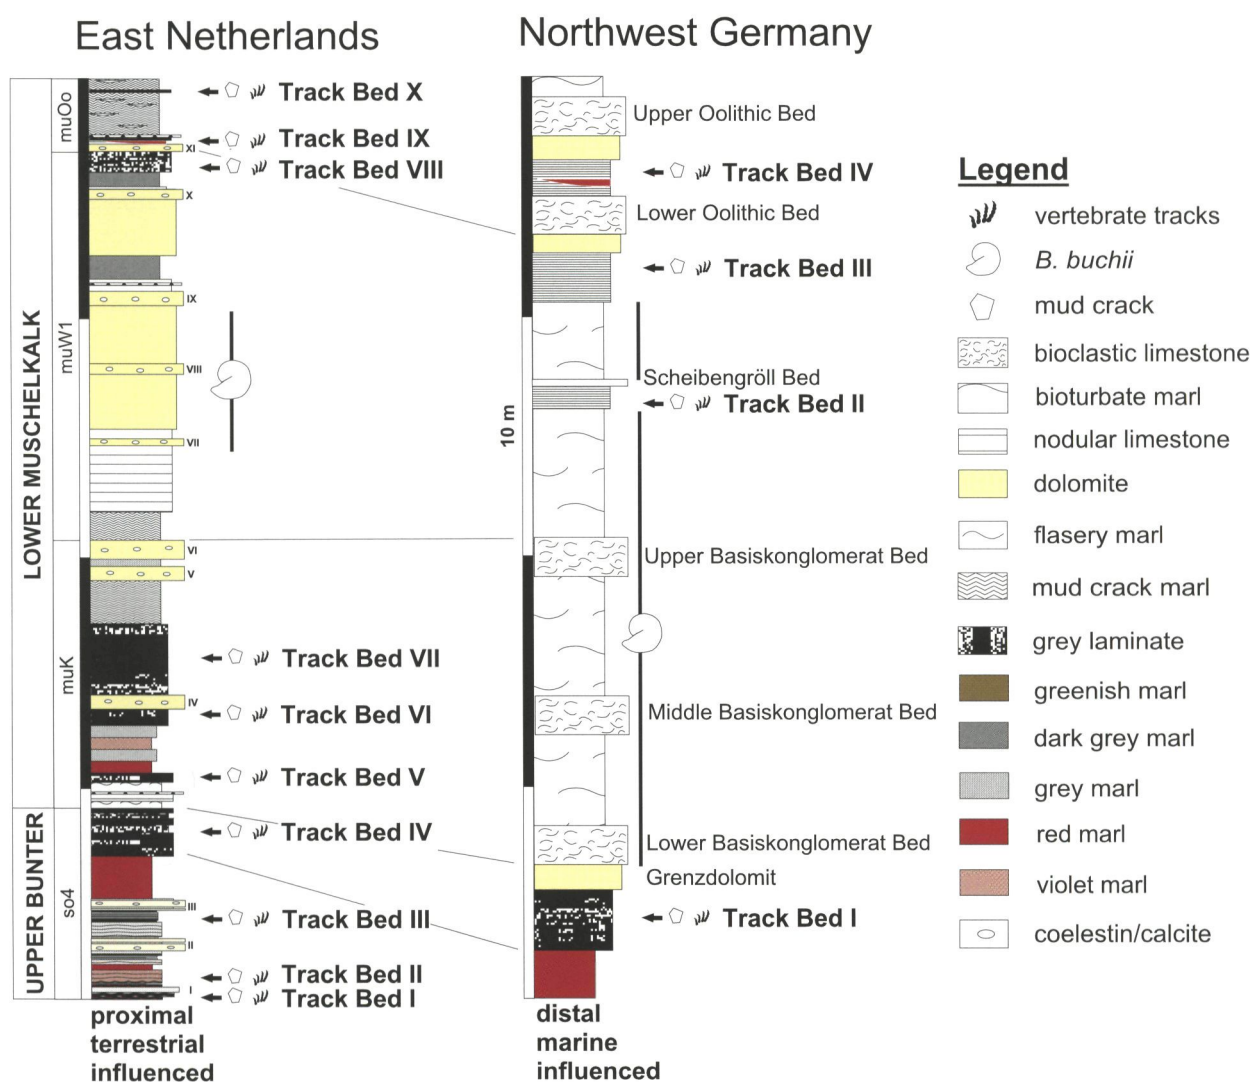 East Netherlands
Northwest Germany
LOWER MUSCHELKALK
UPPER BUNTER
muOo
muW1
muK
so4
XI
X
IX
VIII
VII
VI
V
IV
III
II
I
Track Bed X
Track Bed IX
Track Bed VIII
Track Bed VII
Track Bed VI
Track Bed V
Track Bed IV
Track Bed III
Track Bed II
Track Bed I
proximal
terrestrial
influenced
10 m
Upper Oolithic Bed
Track Bed IV
Lower Oolithic Bed
Track Bed III
Scheibengröll Bed
Track Bed II
Upper Basiskonglomerat Bed
Middle Basiskonglomerat Bed
Lower Basiskonglomerat Bed
Grenzdolomit
Track Bed I
distal
marine
influenced
Legend
vertebrate tracks
B. buchii
mud crack
bioclastic limestone
bioturbate marl
nodular limestone
dolomite
flasery marl
mud crack marl
grey laminate
greenish marl
dark grey marl
grey marl
red marl
violet marl
coelestin/calcite